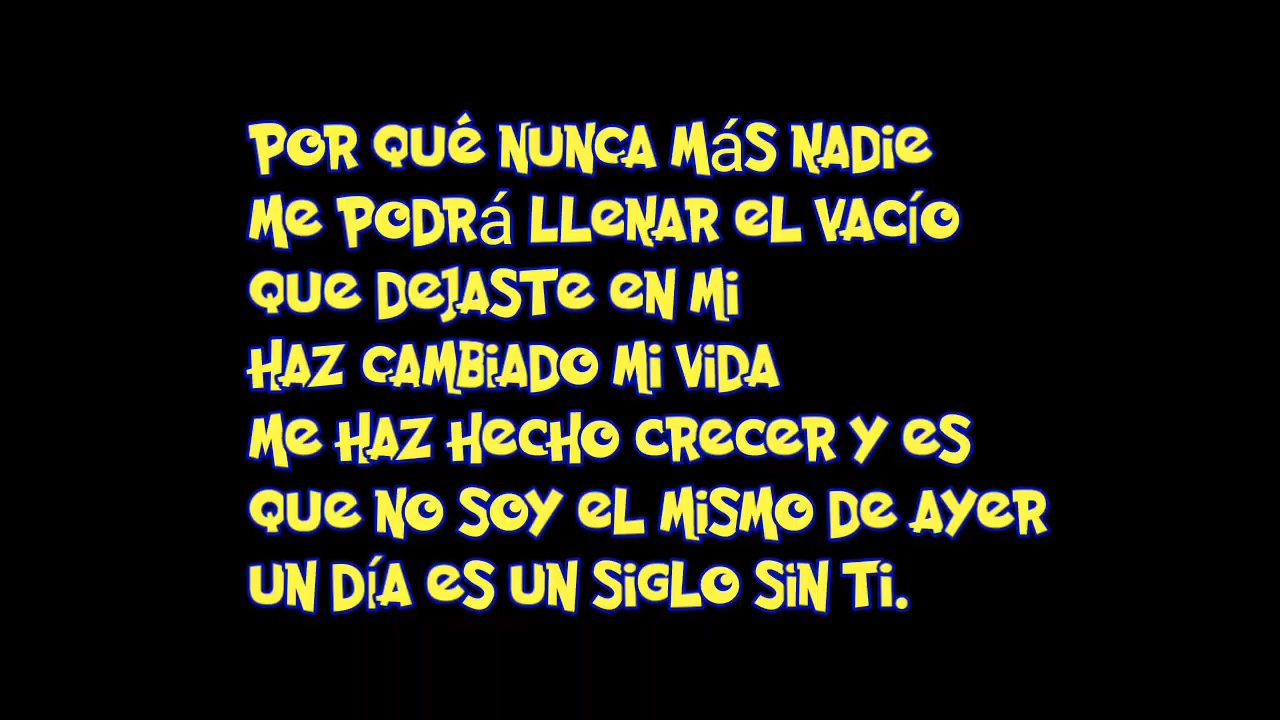 POR QUÉ NUNCA MÁS NADIE
ME PODRÁ LLENAR EL VACÍO
QUE DEJASTE EN MI
HAZ CAMBIADO MI VIDA
ME HAZ HECHO CRECER Y ES
QUE NO SOY EL MISMO DE AYER
UN DÍA ES UN SIGLO SIN TI.